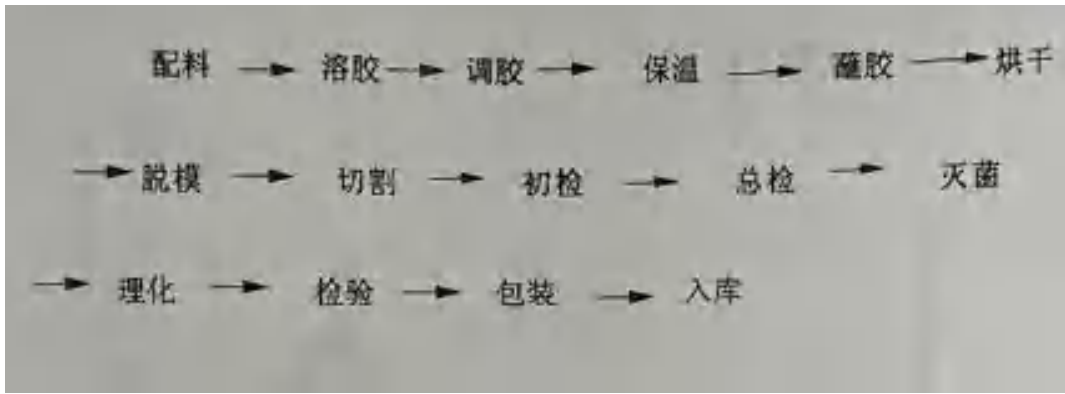 配料 → 溶胶 → 调胶 → 保温 → 蘸胶 → 烘干
→ 脱模 → 切割 → 初检 → 总检 → 灭菌
→ 理化 → 检验 → 包装 → 入库